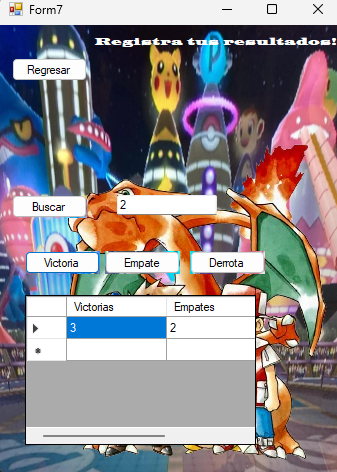 Form7
Registra tus resultados!
Regresar
Buscar 2
Victoria Empate Derrota
Victorias Empates
3 2